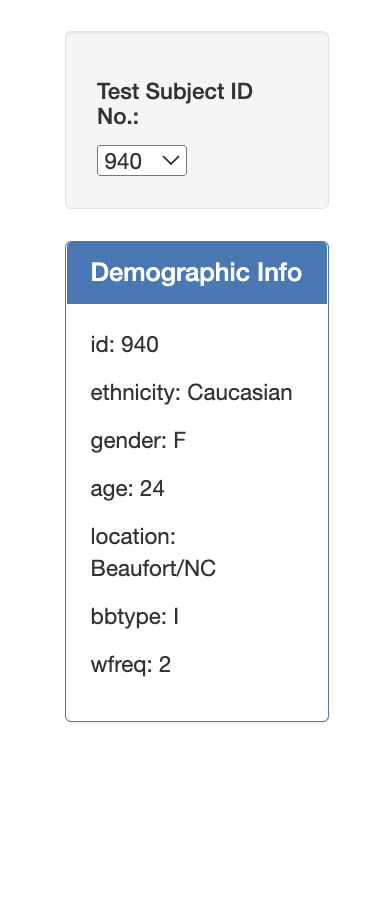 Test Subject ID
No.:
940
Demographic Info
id: 940
ethnicity: Caucasian
gender: F
age: 24
location:
Beaufort/NC
bbtype: I
wfreq: 2